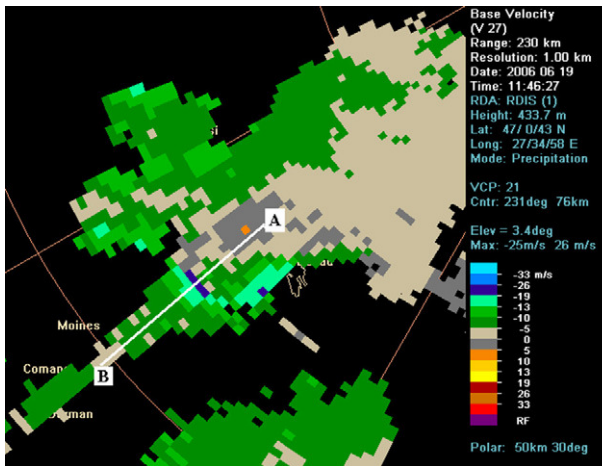 Base Velocity
(V 27)
Range: 230 km
Resolution: 1.00 km
Date: 2006 06 19
Time: 11:46:27
RDA: RDIS (1)
Height: 433.7 m
Lat: 47/ 0/43 N
Long: 27/34/58 E
Mode: Precipitation
VCP: 21
Cntr: 231deg 76km
Elev = 3.4deg
Max: -25m/s 26 m/s
-33 m/s
-26
-19
-13
-10
-5
0
5
10
13
19
26
33
RF
Polar: 50km 30deg
A
Moines
B